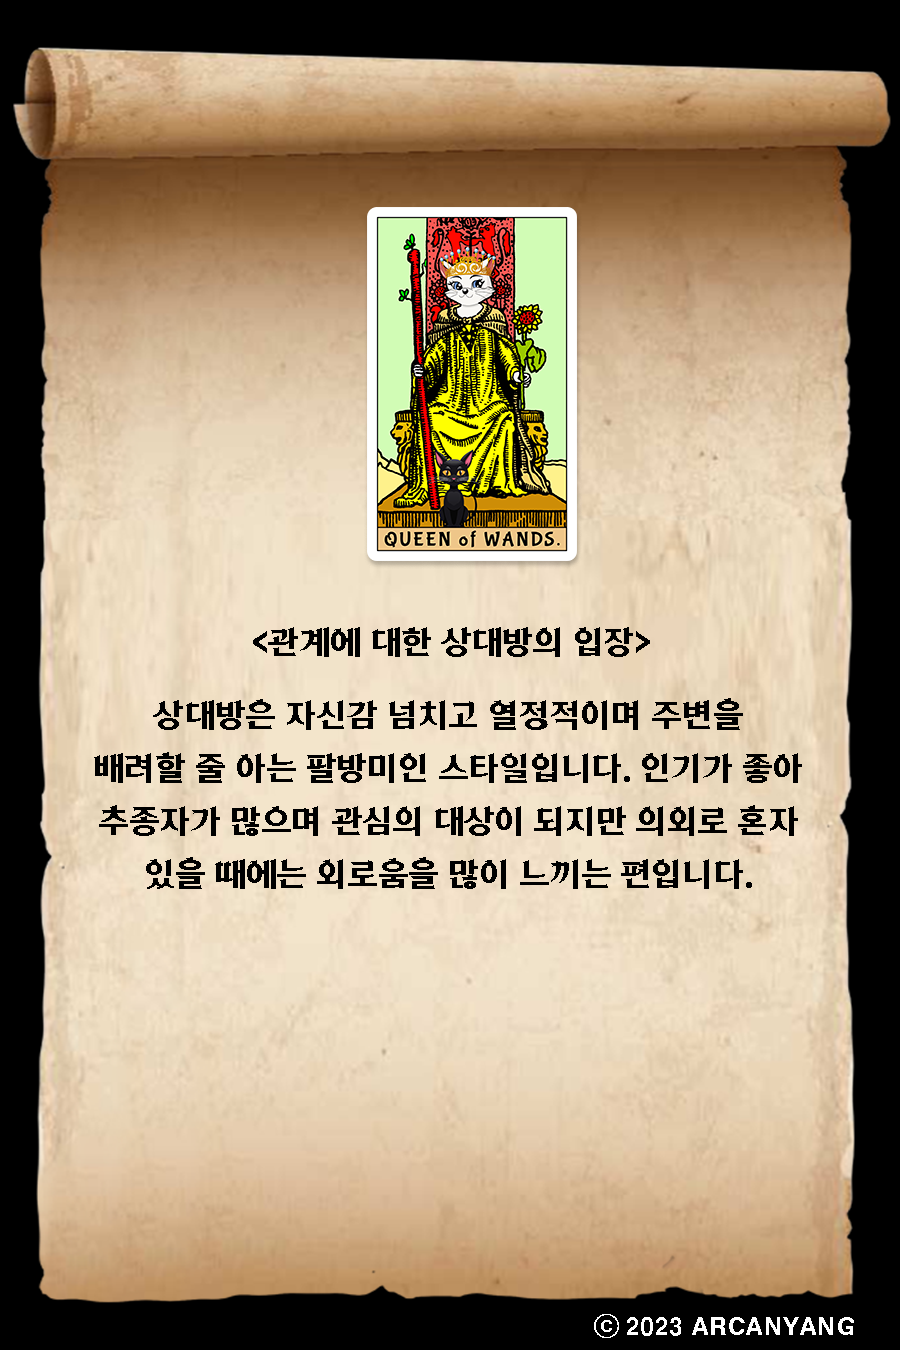 QUEEN of WANDS.
<관계에 대한 상대방의 입장>
상대방은 자신감 넘치고 열정적이며 주변을
배려할 줄 아는 팔방미인 스타일입니다. 인기가 좋아
추종자가 많으며 관심의 대상이 되지만 의외로 혼자
있을 때에는 외로움을 많이 느끼는 편입니다.
ⓒ 2023 ARCANYANG